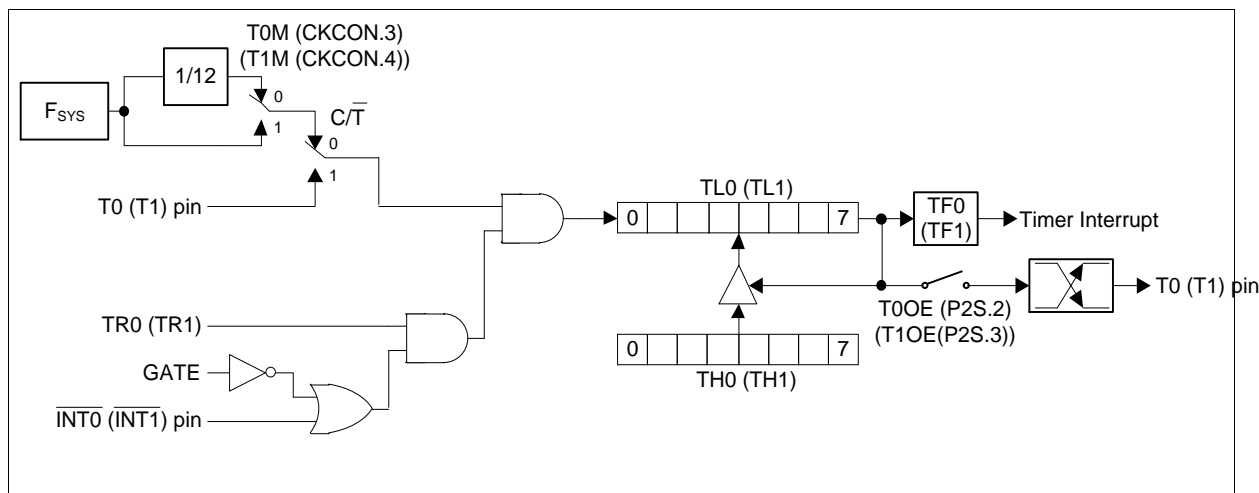 T0M (CKCON.3)
(T1M (CKCON.4))
1/12
FSYS
0
1
C/T̅
0
1
T0 (T1) pin
TL0 (TL1)
0 7
TF0
(TF1)
Timer Interrupt
T0 (T1) pin
T0OE (P2S.2)
(T1OE(P2S.3))
TR0 (TR1)
0 7
TH0 (TH1)
GATE
I̅N̅T̅0̅ (I̅N̅T̅1̅) pin